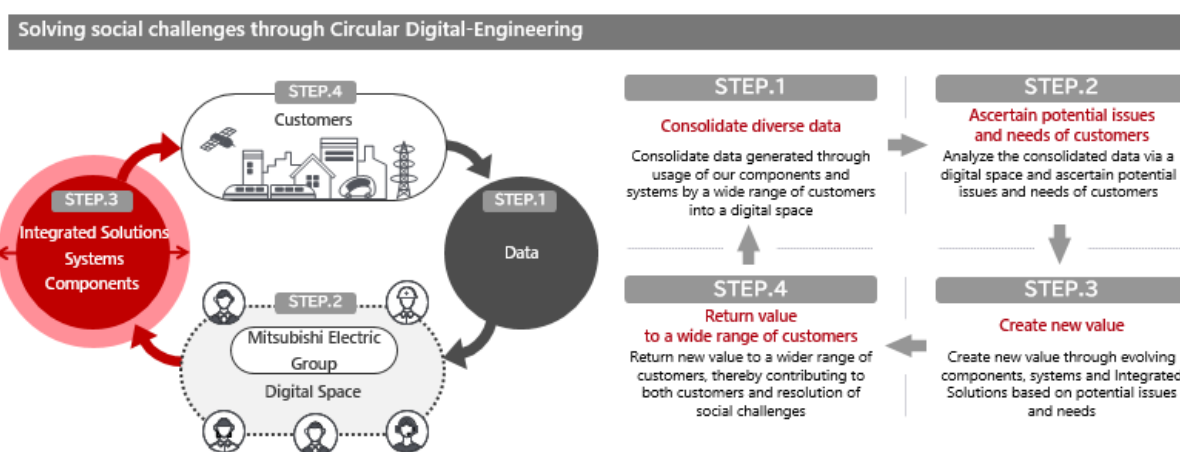 Solving social challenges through Circular Digital-Engineering
STEP.4
Customers
STEP.3
Integrated Solutions
Systems
Components
STEP.1
Data
STEP.2
Mitsubishi Electric
Group
Digital Space
STEP.1
Consolidate diverse data
Consolidate data generated through
usage of our components and
systems by a wide range of customers
into a digital space
STEP.2
Ascertain potential issues
and needs of customers
Analyze the consolidated data via a
digital space and ascertain potential
issues and needs of customers
STEP.4
Return value
to a wide range of customers
Return new value to a wider range of
customers, thereby contributing to
both customers and resolution of
social challenges
STEP.3
Create new value
Create new value through evolving
components, systems and Integrated
Solutions based on potential issues
and needs